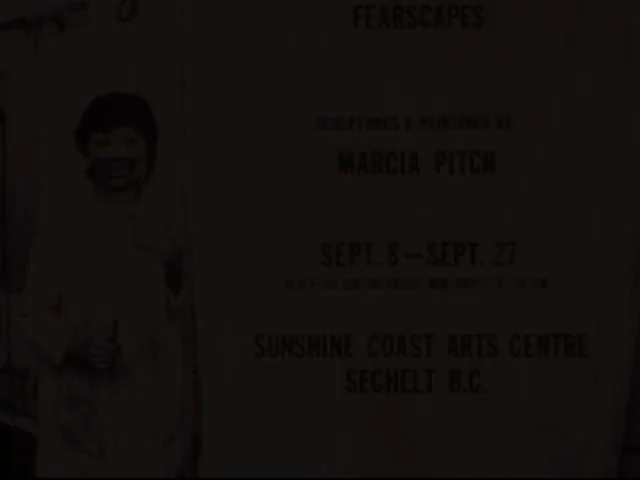 FEARSCAPES
SCULPTURES & PAINTINGS BY
MARCIA PITCH
SEPT. 8 – SEPT. 27
SUNSHINE COAST ARTS CENTRE
SECHELT B.C.